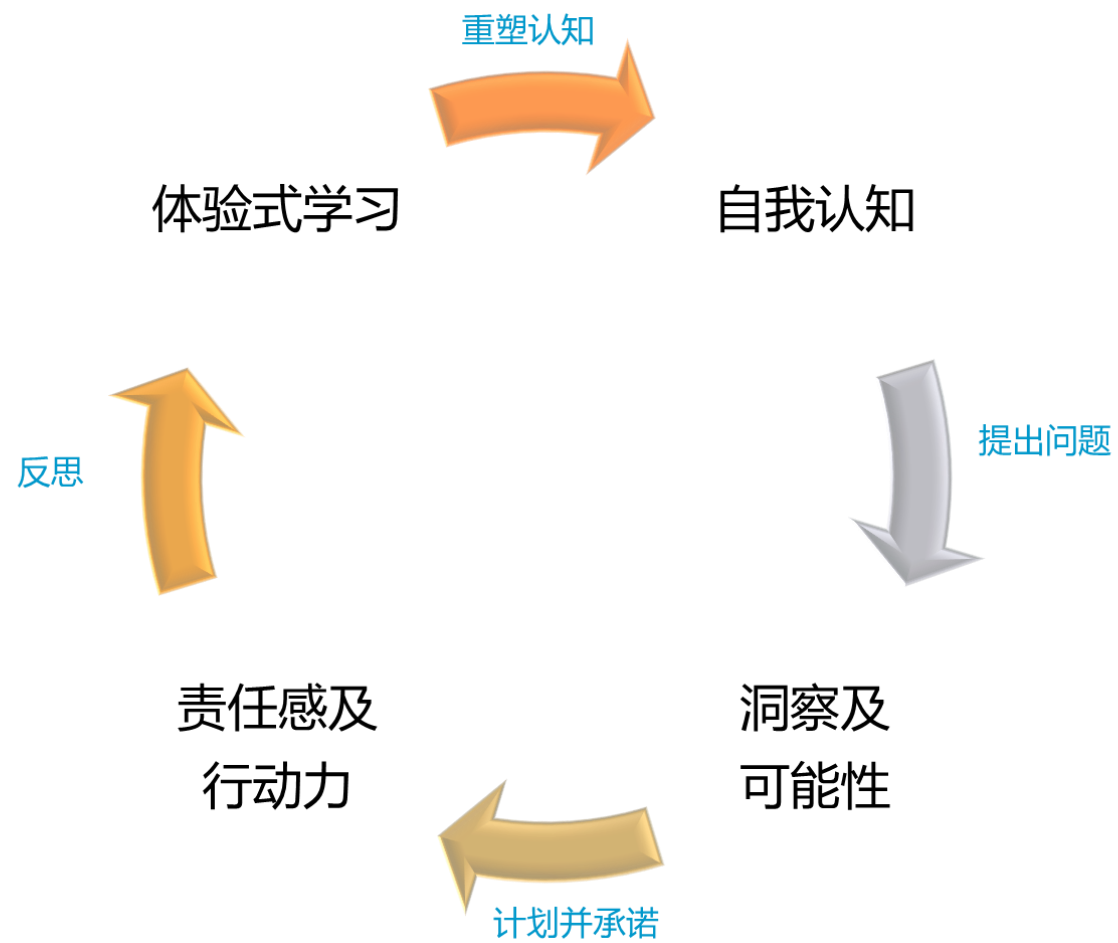 重塑认知
体验式学习
自我认知
提出问题
反思
责任感及
行动力
洞察及
可能性
计划并承诺